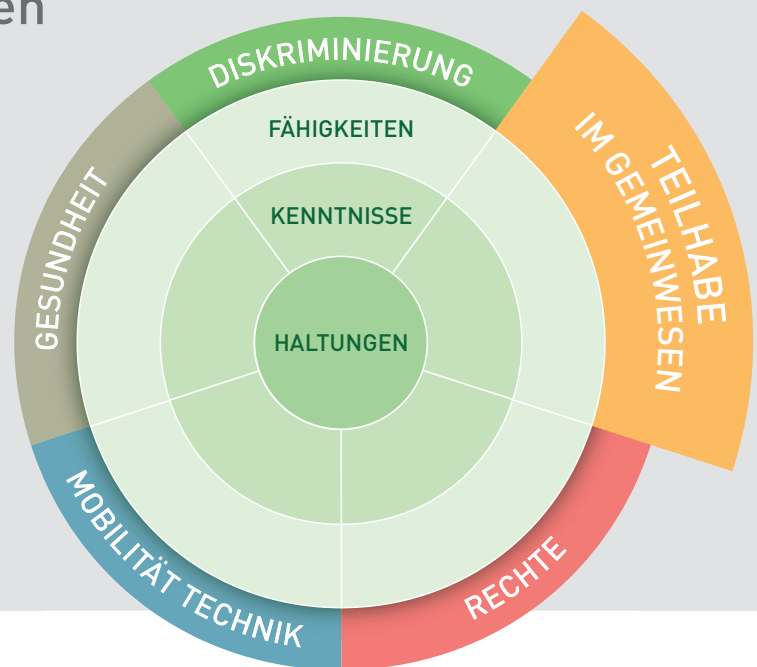 en
DISKRIMINIERUNG
FÄHIGKEITEN
KENNTNISSE
HALTUNGEN
TEILHABE
IM GEMEINWESEN
RECHTE
MOBILITÄT TECHNIK
GESUNDHEIT